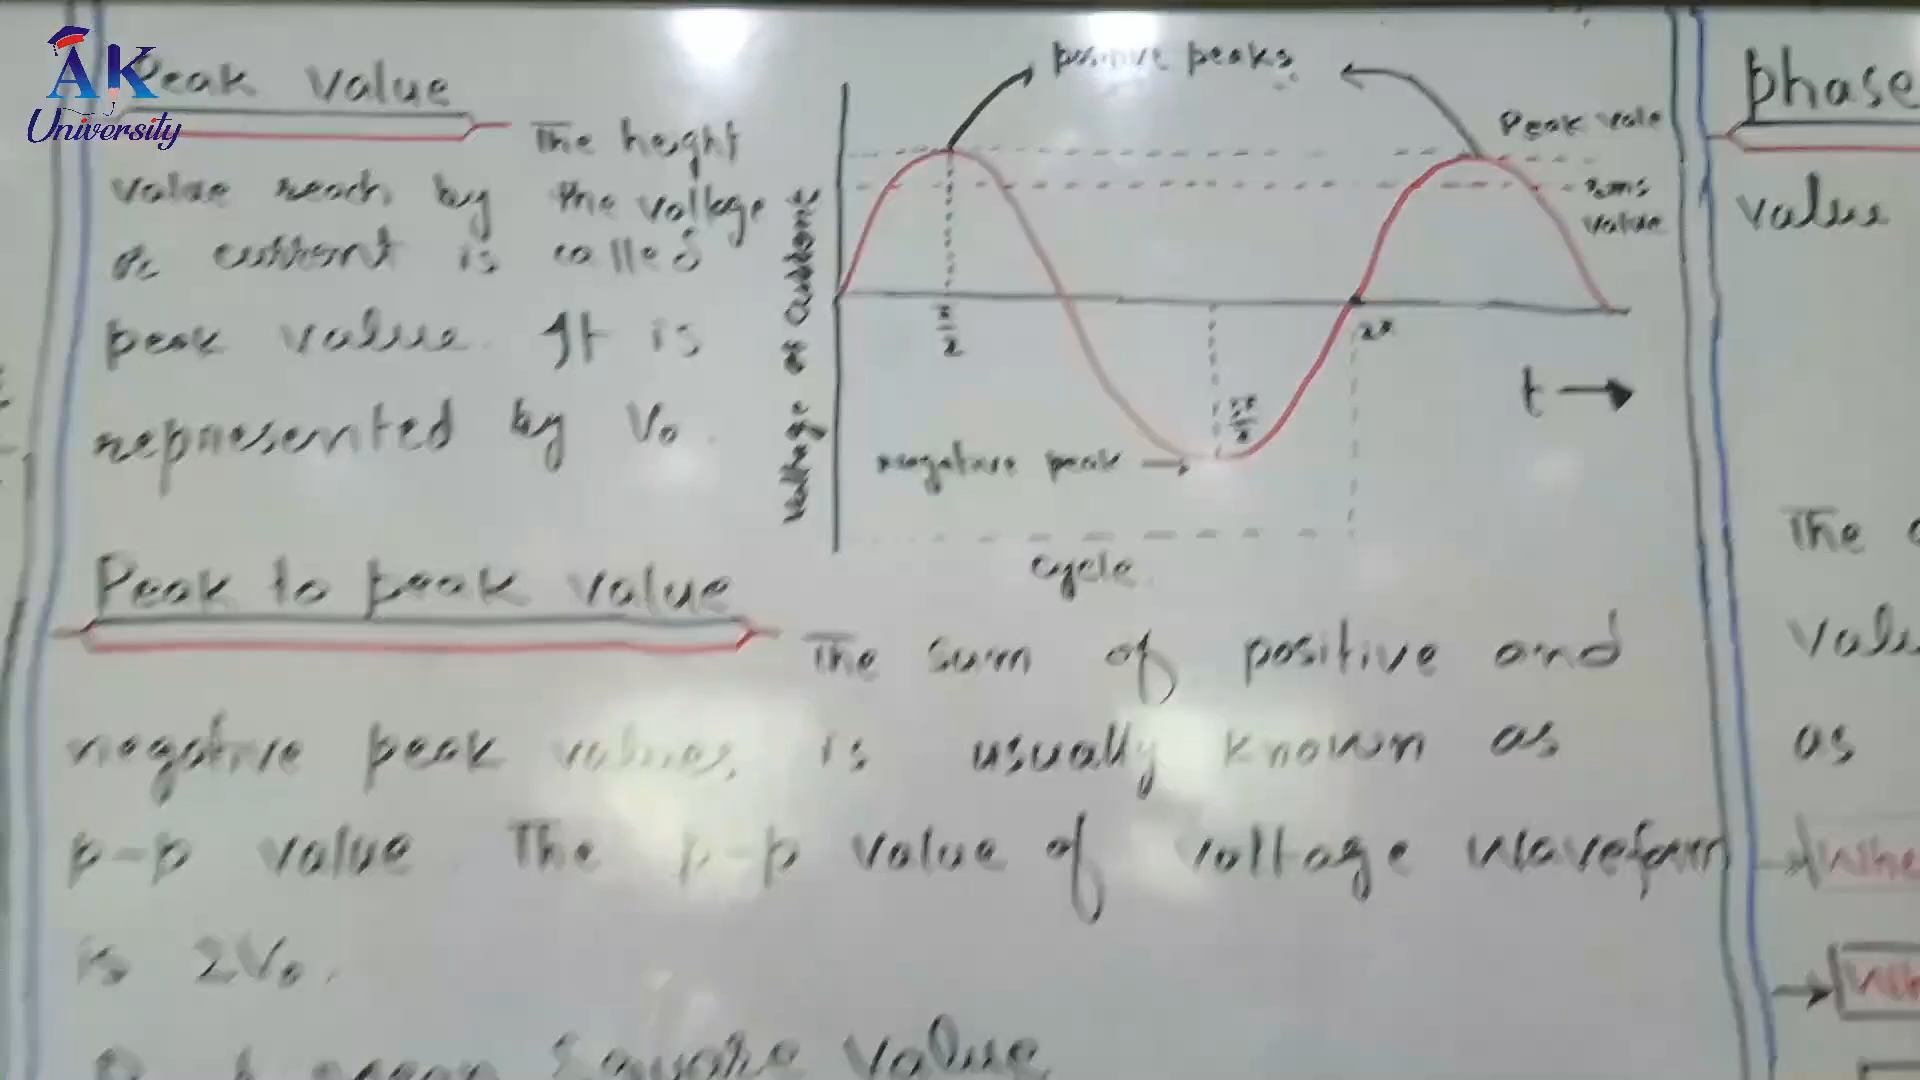 AK
University
Peak value
The height
value reach by the voltage
or current is called
peak value. It is
represented by V₀.
positive peaks
Peak vale
rms
value
voltage or current
π/2
3π/2
2π
t →
negative peak →
cycle
Peak to peak value
The sum of positive and
negative peak values, is usually known as
p-p value. The p-p value of voltage waveform
is 2V₀.
mean square value
phase
value
The
Value
as
Whe